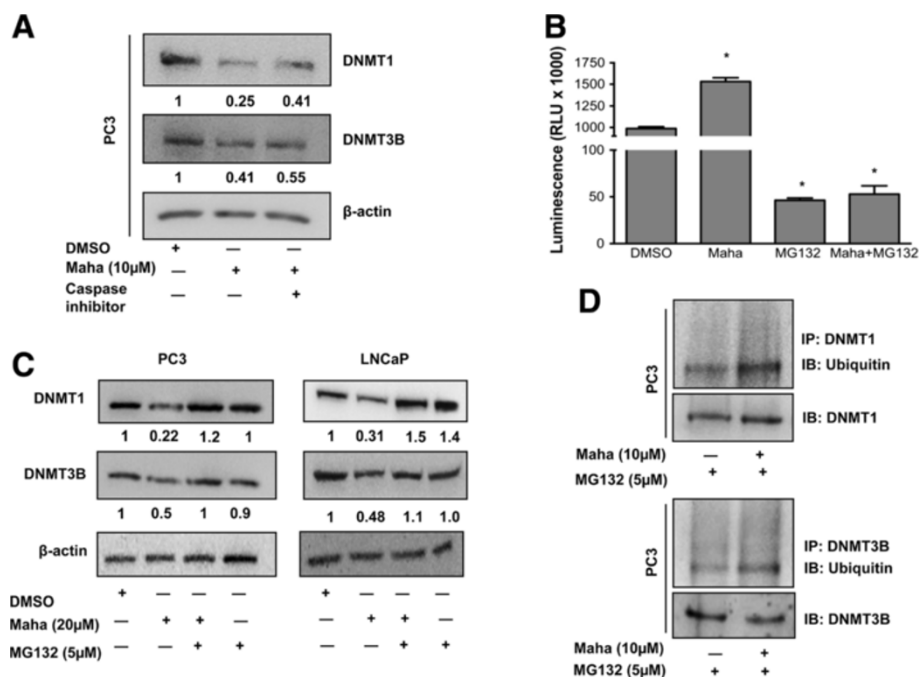 A
PC3
DNMT1
1 0.25 0.41
DNMT3B
1 0.41 0.55
β-actin
DMSO + — —
Maha (10μM) — + +
Caspase inhibitor — — +
B
Luminescence (RLU x 1000)
1750
1500
1250
1000
100
50
0
* * *
DMSO Maha MG132 Maha+MG132
C
PC3 LNCaP
DNMT1
1 0.22 1.2 1 1 0.31 1.5 1.4
DNMT3B
1 0.5 1 0.9 1 0.48 1.1 1.0
β-actin
DMSO + — — — + — — —
Maha (20μM) — + + — — + + —
MG132 (5μM) — — + + — — + +
D
PC3
IP: DNMT1
IB: Ubiquitin
IB: DNMT1
Maha (10μM) — +
MG132 (5μM) + +
PC3
IP: DNMT3B
IB: Ubiquitin
IB: DNMT3B
Maha (10μM) — +
MG132 (5μM) + +